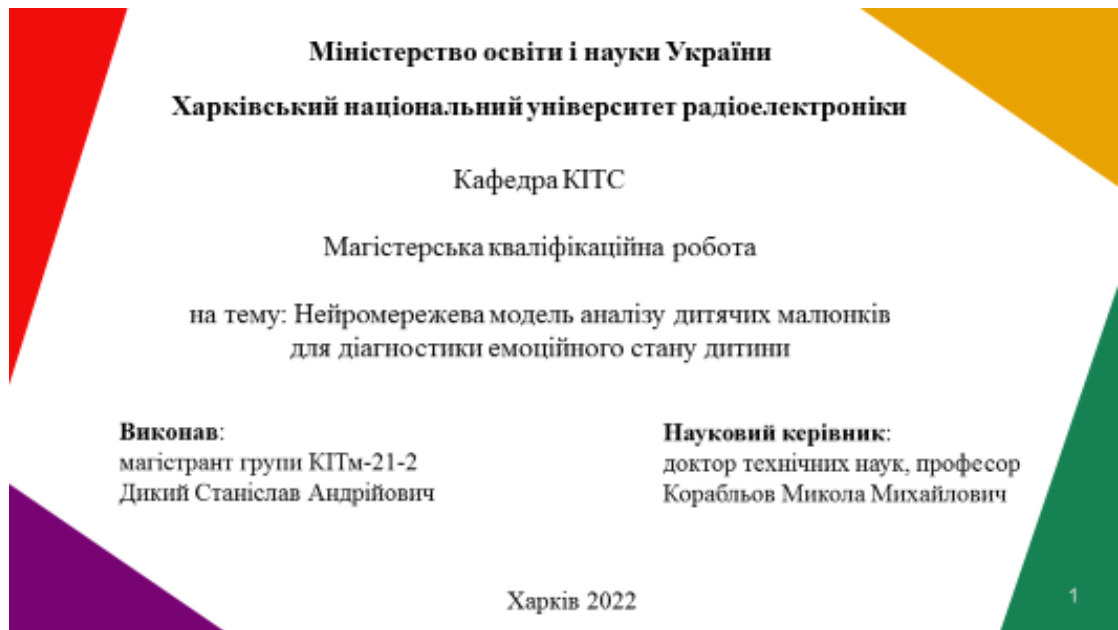 Міністерство освіти і науки України
Харківський національний університет радіоелектроніки
Кафедра КІТС
Магістерська кваліфікаційна робота
на тему: Нейромережева модель аналізу дитячих малюнків
для діагностики емоційного стану дитини
Виконав:
магістрант групи КІТм-21-2
Дикий Станіслав Андрійович
Науковий керівник:
доктор технічних наук, професор
Корабльов Микола Михайлович
Харків 2022
1